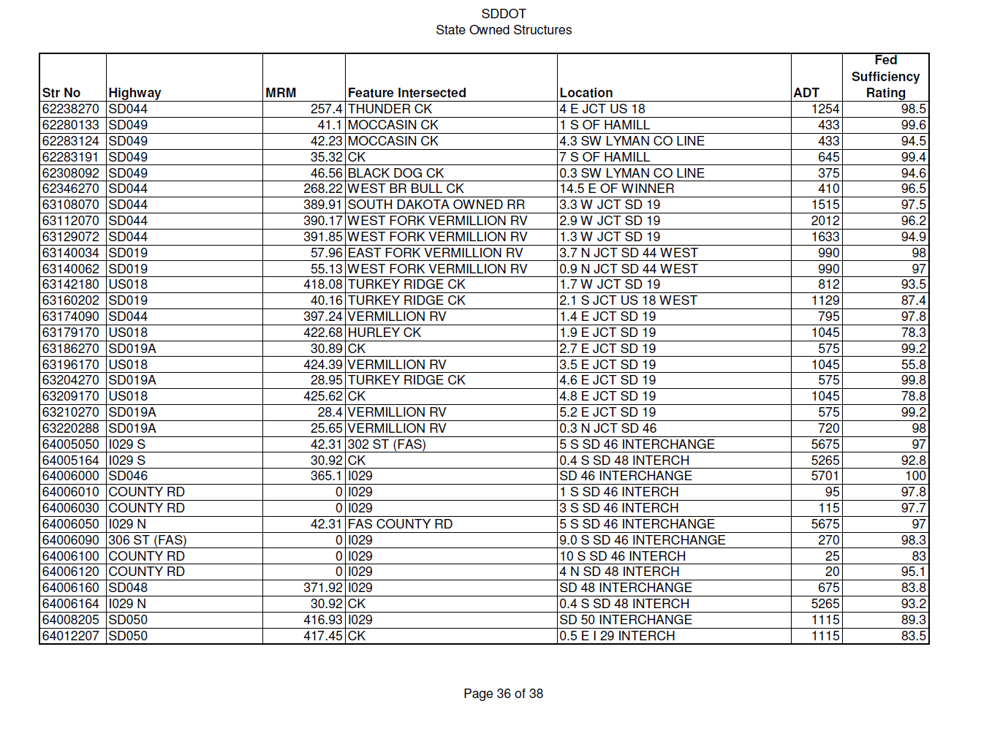 SDDOT
State Owned Structures
Str No Highway MRM Feature Intersected Location ADT Fed Sufficiency Rating
62238270 SD044 257.4 THUNDER CK 4 E JCT US 18 1254 98.5
62280133 SD049 41.1 MOCCASIN CK 1 S OF HAMILL 433 99.6
62283124 SD049 42.23 MOCCASIN CK 4.3 SW LYMAN CO LINE 433 94.5
62283191 SD049 35.32 CK 7 S OF HAMILL 645 99.4
62308092 SD049 46.56 BLACK DOG CK 0.3 SW LYMAN CO LINE 375 94.6
62346270 SD044 268.22 WEST BR BULL CK 14.5 E OF WINNER 410 96.5
63108070 SD044 389.91 SOUTH DAKOTA OWNED RR 3.3 W JCT SD 19 1515 97.5
63112070 SD044 390.17 WEST FORK VERMILLION RV 2.9 W JCT SD 19 2012 96.2
63129072 SD044 391.85 WEST FORK VERMILLION RV 1.3 W JCT SD 19 1633 94.9
63140034 SD019 57.96 EAST FORK VERMILLION RV 3.7 N JCT SD 44 WEST 990 98
63140062 SD019 55.13 WEST FORK VERMILLION RV 0.9 N JCT SD 44 WEST 990 97
63142180 US018 418.08 TURKEY RIDGE CK 1.7 W JCT SD 19 812 93.5
63160202 SD019 40.16 TURKEY RIDGE CK 2.1 S JCT US 18 WEST 1129 87.4
63174090 SD044 397.24 VERMILLION RV 1.4 E JCT SD 19 795 97.8
63179170 US018 422.68 HURLEY CK 1.9 E JCT SD 19 1045 78.3
63186270 SD019A 30.89 CK 2.7 E JCT SD 19 575 99.2
63196170 US018 424.39 VERMILLION RV 3.5 E JCT SD 19 1045 55.8
63204270 SD019A 28.95 TURKEY RIDGE CK 4.6 E JCT SD 19 575 99.8
63209170 US018 425.62 CK 4.8 E JCT SD 19 1045 78.8
63210270 SD019A 28.4 VERMILLION RV 5.2 E JCT SD 19 575 99.2
63220288 SD019A 25.65 VERMILLION RV 0.3 N JCT SD 46 720 98
64005050 I029 S 42.31 302 ST (FAS) 5 S SD 46 INTERCHANGE 5675 97
64005164 I029 S 30.92 CK 0.4 S SD 48 INTERCH 5265 92.8
64006000 SD046 365.1 I029 SD 46 INTERCHANGE 5701 100
64006010 COUNTY RD 0 I029 1 S SD 46 INTERCH 95 97.8
64006030 COUNTY RD 0 I029 3 S SD 46 INTERCH 115 97.7
64006050 I029 N 42.31 FAS COUNTY RD 5 S SD 46 INTERCHANGE 5675 97
64006090 306 ST (FAS) 0 I029 9.0 S SD 46 INTERCHANGE 270 98.3
64006100 COUNTY RD 0 I029 10 S SD 46 INTERCH 25 83
64006120 COUNTY RD 0 I029 4 N SD 48 INTERCH 20 95.1
64006160 SD048 371.92 I029 SD 48 INTERCHANGE 675 83.8
64006164 I029 N 30.92 CK 0.4 S SD 48 INTERCH 5265 93.2
64008205 SD050 416.93 I029 SD 50 INTERCHANGE 1115 89.3
64012207 SD050 417.45 CK 0.5 E I 29 INTERCH 1115 83.5
Page 36 of 38